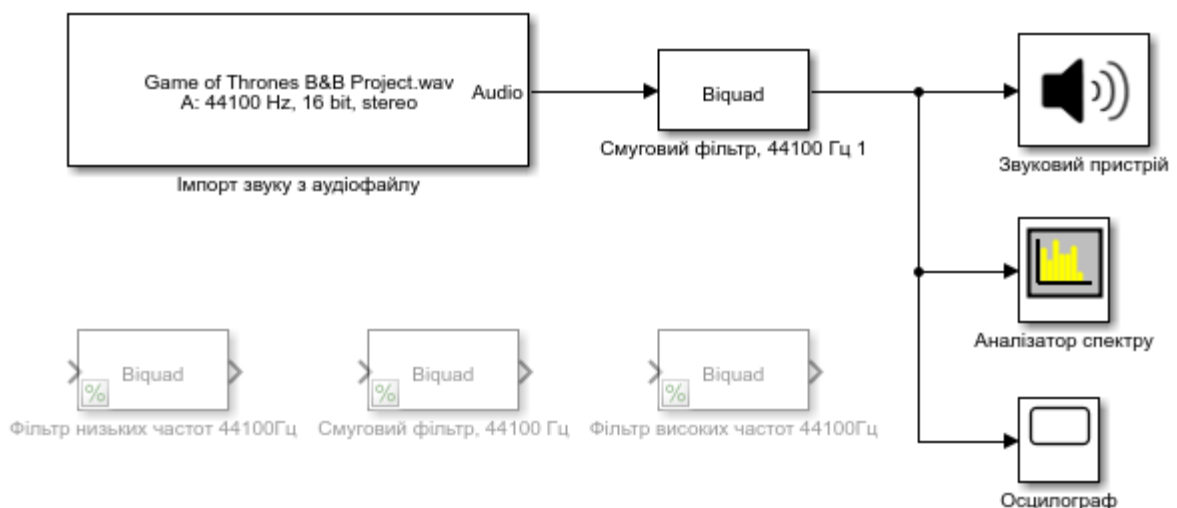 Game of Thrones B&B Project.wav
A: 44100 Hz, 16 bit, stereo
Audio
Імпорт звуку з аудіофайлу
Biquad
Смуговий фільтр, 44100 Гц 1
Звуковий пристрій
Аналізатор спектру
Biquad
%
Фільтр низьких частот 44100Гц
Biquad
%
Смуговий фільтр, 44100 Гц
Biquad
%
Фільтр високих частот 44100Гц
Осцилограф